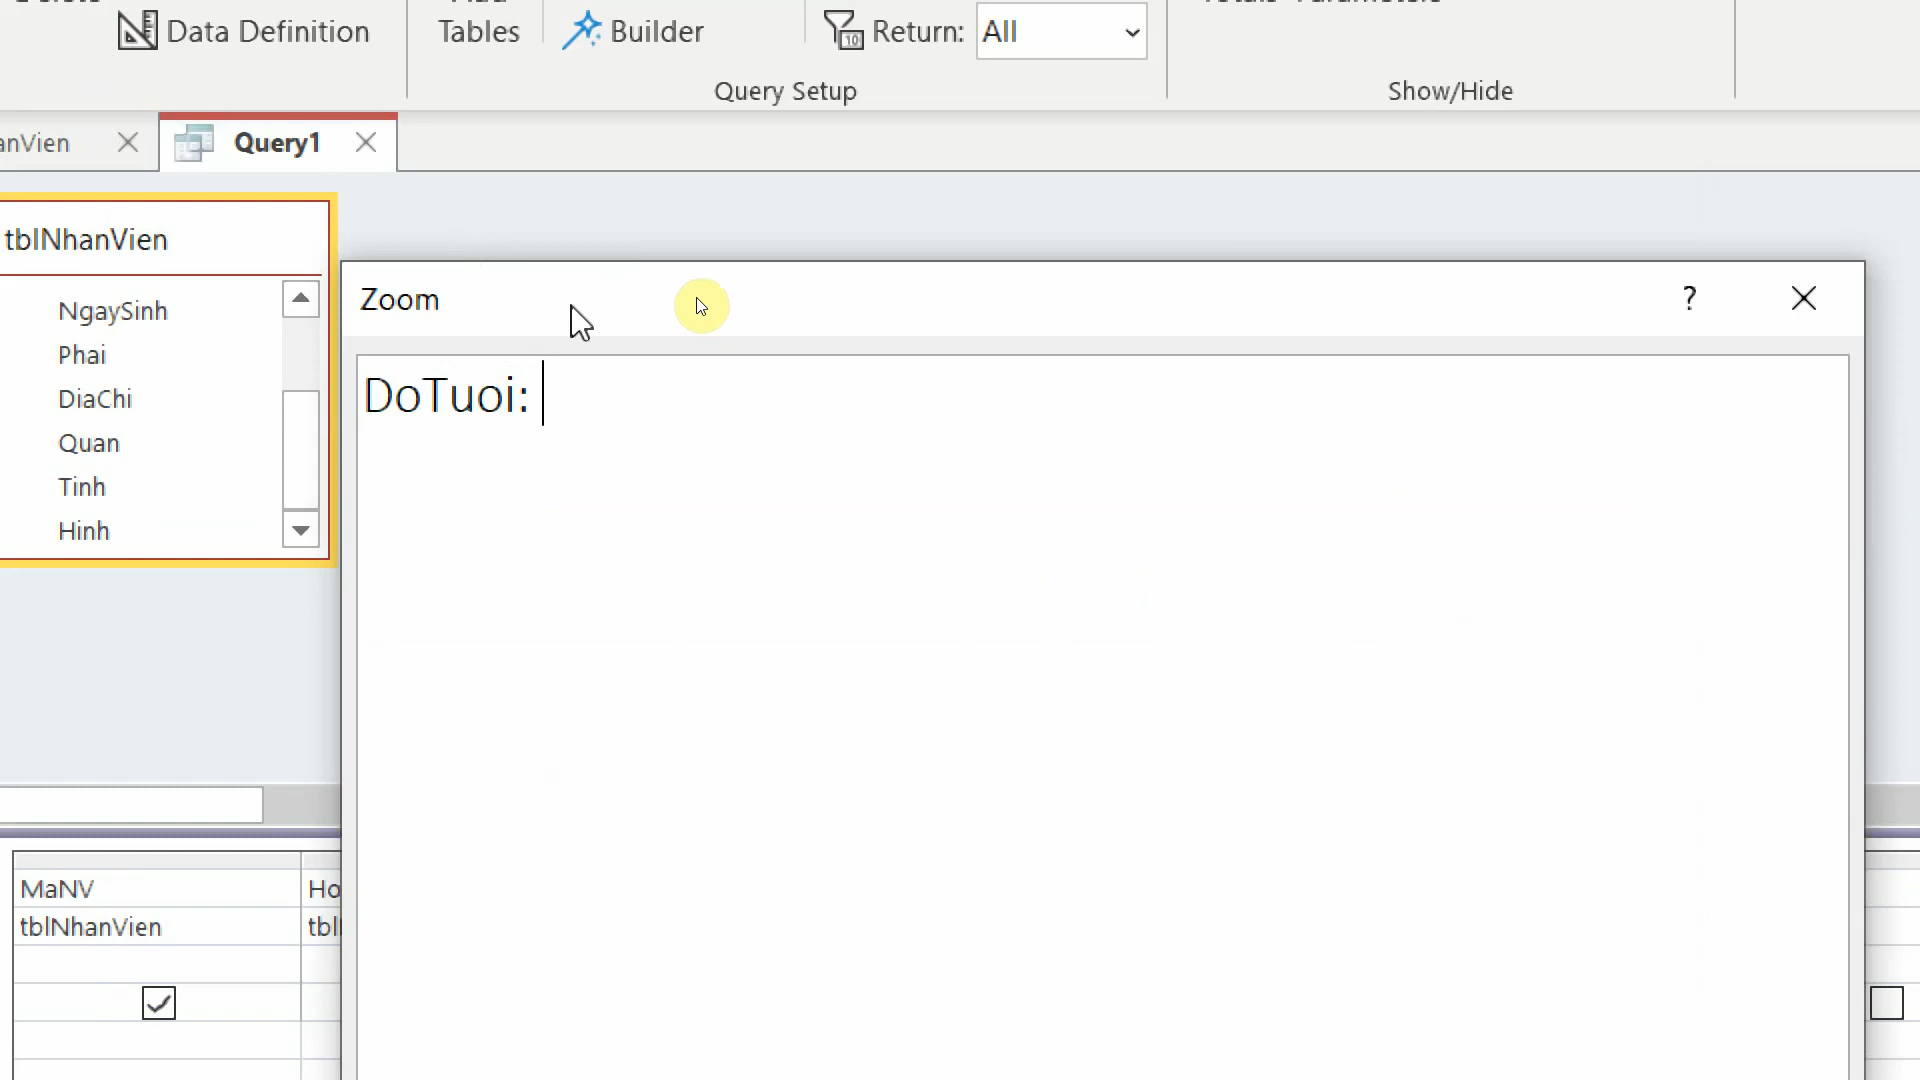 Data Definition
Tables
Builder
Return: All
Query Setup
Show/Hide
anVien
Query1
tblNhanVien
NgaySinh
Phai
DiaChi
Quan
Tinh
Hinh
Zoom
?
DoTuoi:
MaNV
Ho
tblNhanVien
tbl